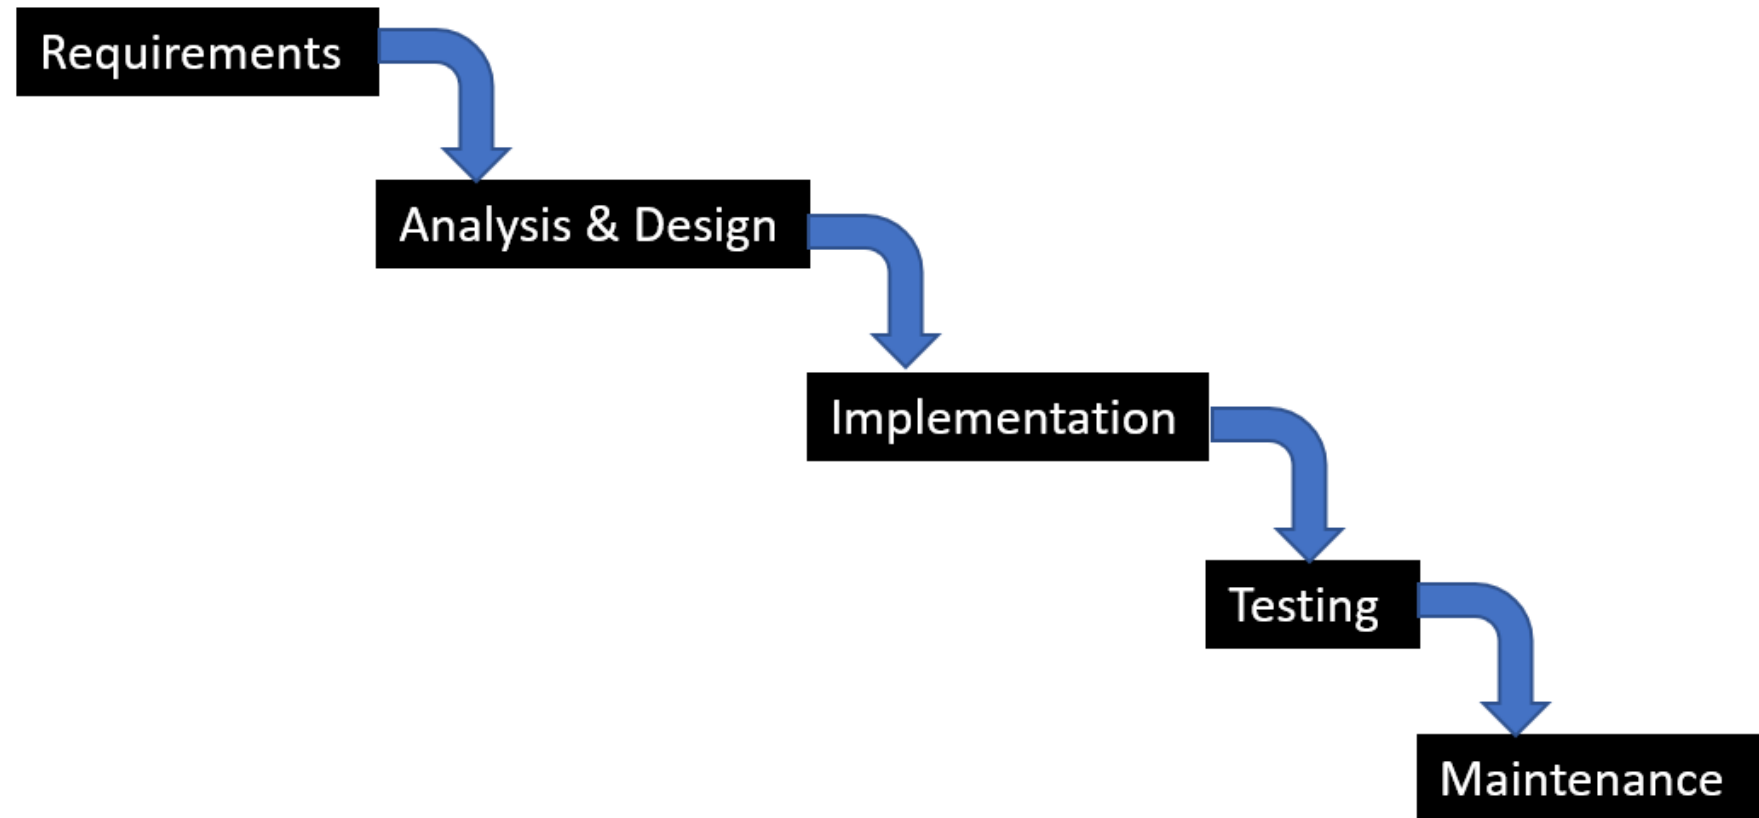 Requirements
Analysis & Design
Implementation
Testing
Maintenance